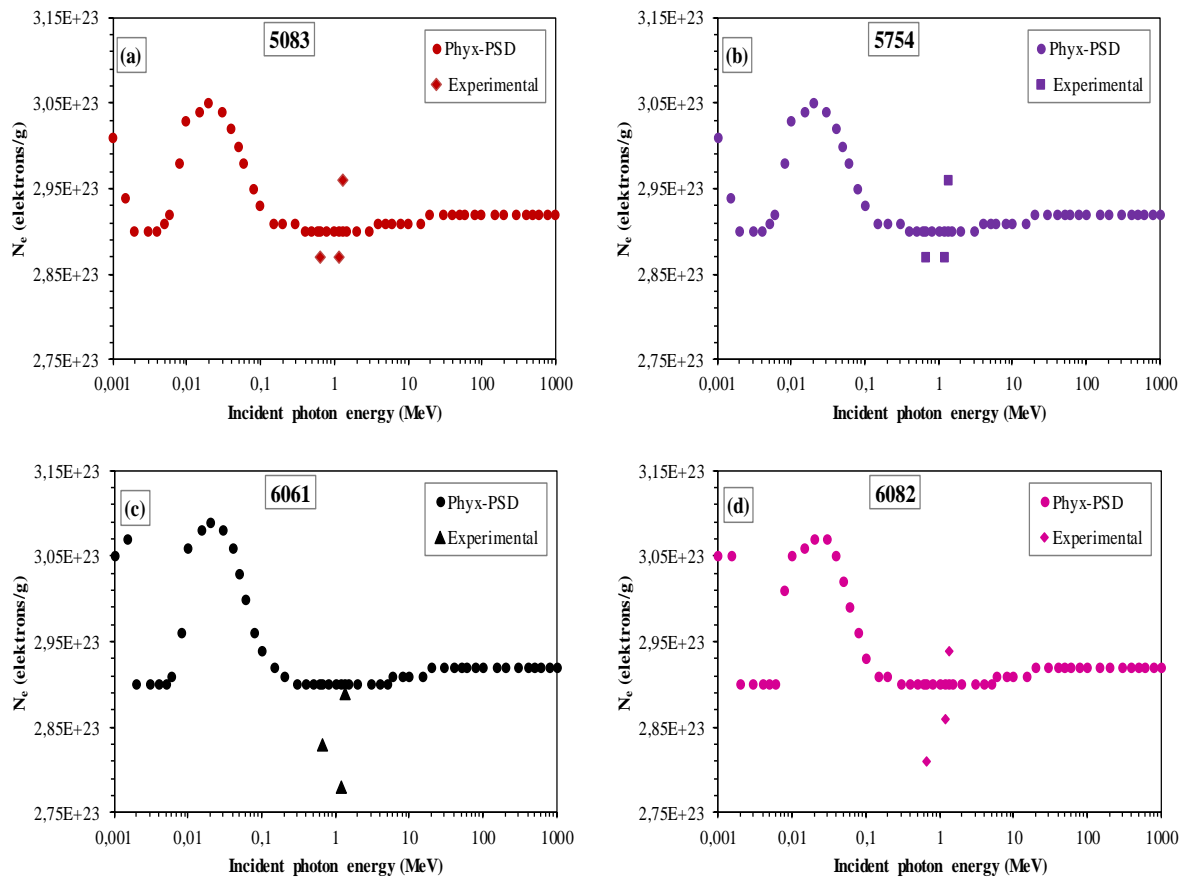 3,15E+23
3,05E+23
2,95E+23
2,85E+23
2,75E+23
Ne (elektrons/g)
(a)
5083
Phyx-PSD
Experimental
0,001 0,01 0,1 1 10 100 1000
Incident photon energy (MeV)
3,15E+23
3,05E+23
2,95E+23
2,85E+23
2,75E+23
Ne (elektrons/g)
(b)
5754
Phyx-PSD
Experimental
0,001 0,01 0,1 1 10 100 1000
Incident photon energy (MeV)
3,15E+23
3,05E+23
2,95E+23
2,85E+23
2,75E+23
Ne (elektrons/g)
(c)
6061
Phyx-PSD
Experimental
0,001 0,01 0,1 1 10 100 1000
Incident photon energy (MeV)
3,15E+23
3,05E+23
2,95E+23
2,85E+23
2,75E+23
Ne (elektrons/g)
(d)
6082
Phyx-PSD
Experimental
0,001 0,01 0,1 1 10 100 1000
Incident photon energy (MeV)